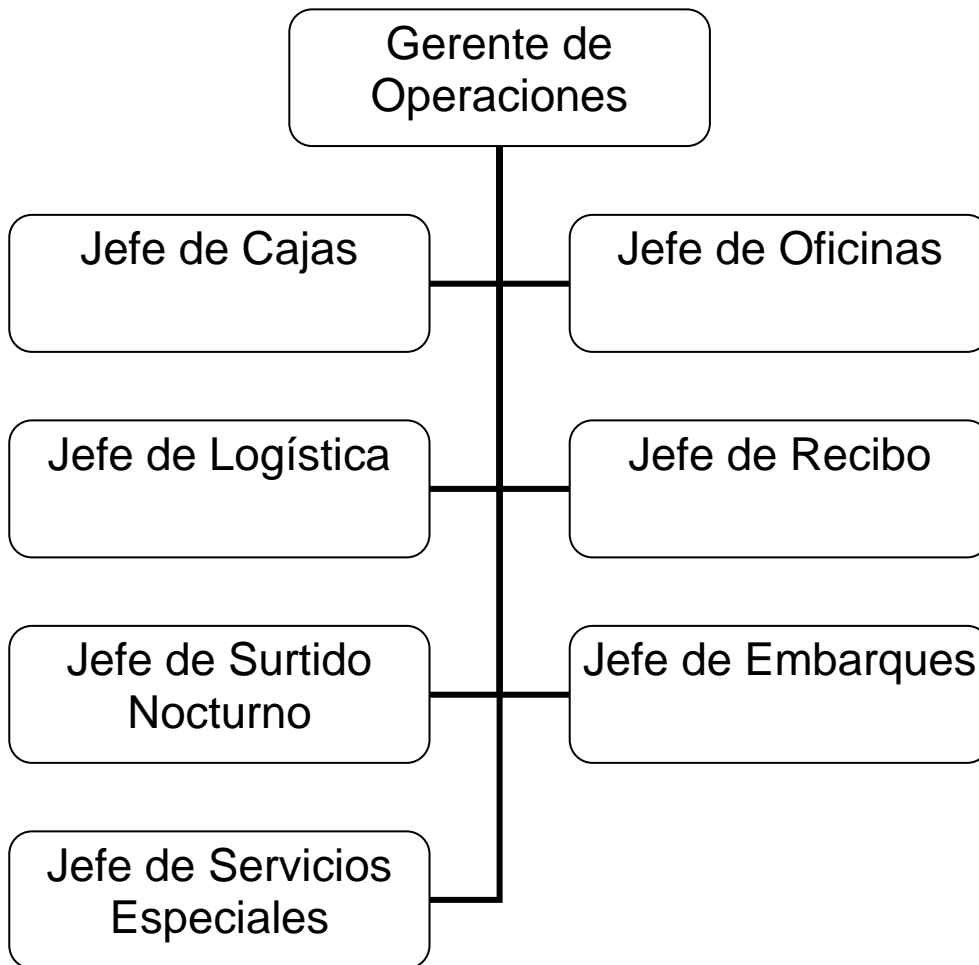 Gerente de
Operaciones
Jefe de Cajas
Jefe de Oficinas
Jefe de Logística
Jefe de Recibo
Jefe de Surtido
Nocturno
Jefe de Embarques
Jefe de Servicios
Especiales